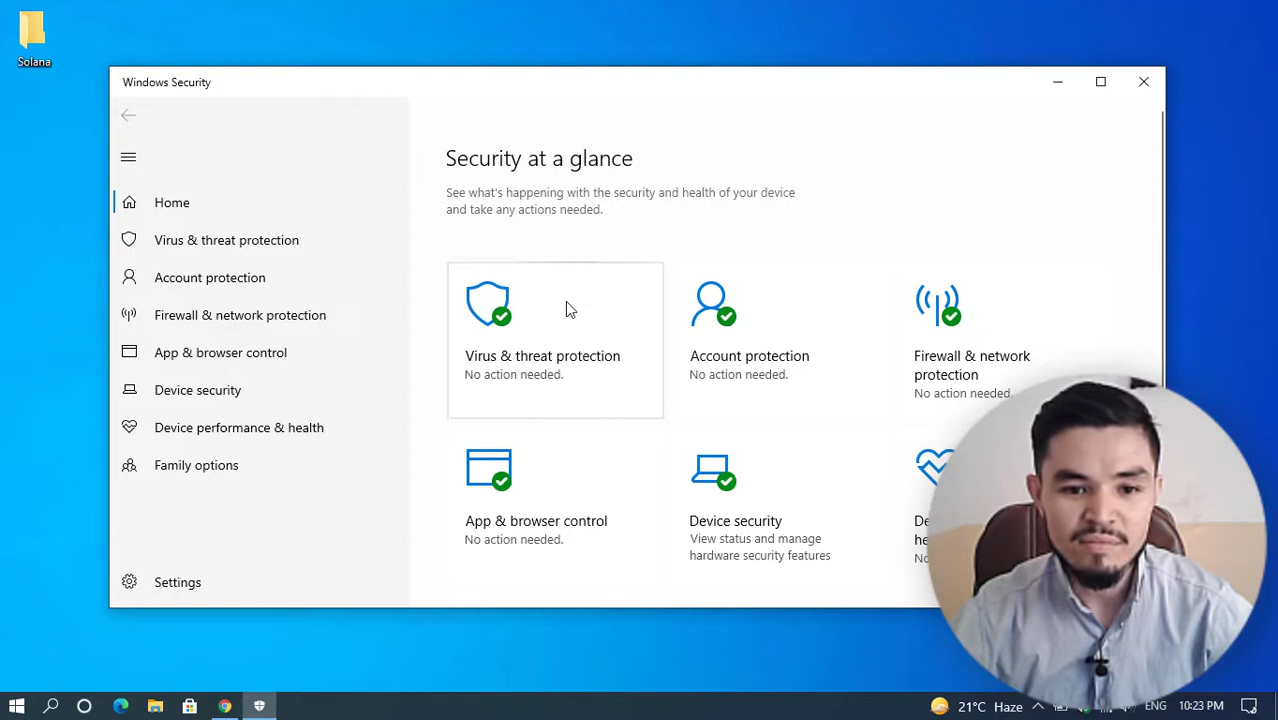 Solana
Windows Security
Home
Virus & threat protection
Account protection
Firewall & network protection
App & browser control
Device security
Device performance & health
Family options
Settings
Security at a glance
See what's happening with the security and health of your device
and take any actions needed.
Virus & threat protection
No action needed.
Account protection
No action needed.
Firewall & network
protection
No action needed.
App & browser control
No action needed.
Device security
View status and manage
hardware security features
21°C Haze
ENG
10:23 PM